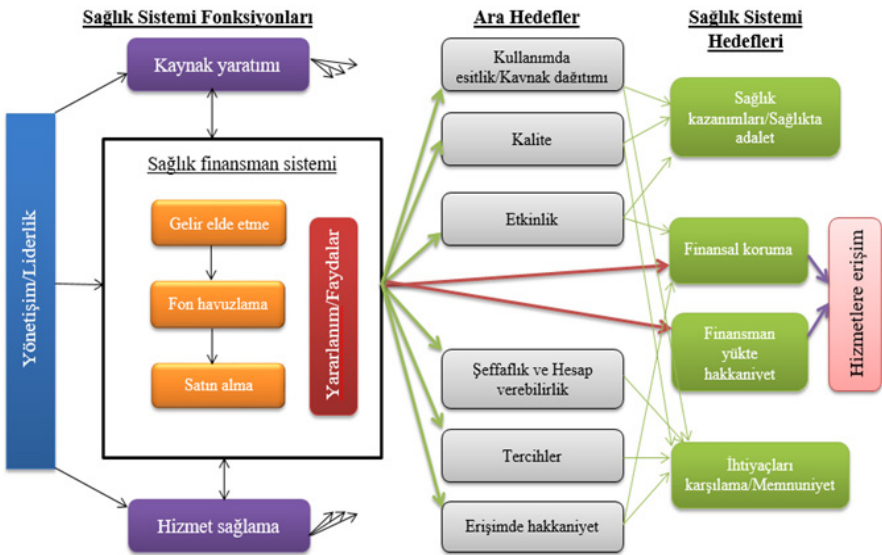 Sağlık Sistemi Fonksiyonları
Ara Hedefler
Sağlık Sistemi
Hedefleri
Kaynak yaratımı
Yönetişim/Liderlik
Sağlık finansman sistemi
Gelir elde etme
Fon havuzlama
Satın alma
Yararlanım/Faydalar
Hizmet sağlama
Kullanımda
esitlik/Kavnak dağıtımı
Kalite
Etkinlik
Şeffaflık ve Hesap
verebilirlik
Tercihler
Erişimde hakkaniyet
Sağlık
kazanımları/Sağlıkta
adalet
Finansal koruma
Finansman
yükte
hakkaniyet
İhtiyaçları
karşılama/Memnuniyet
Hizmetlere erişim